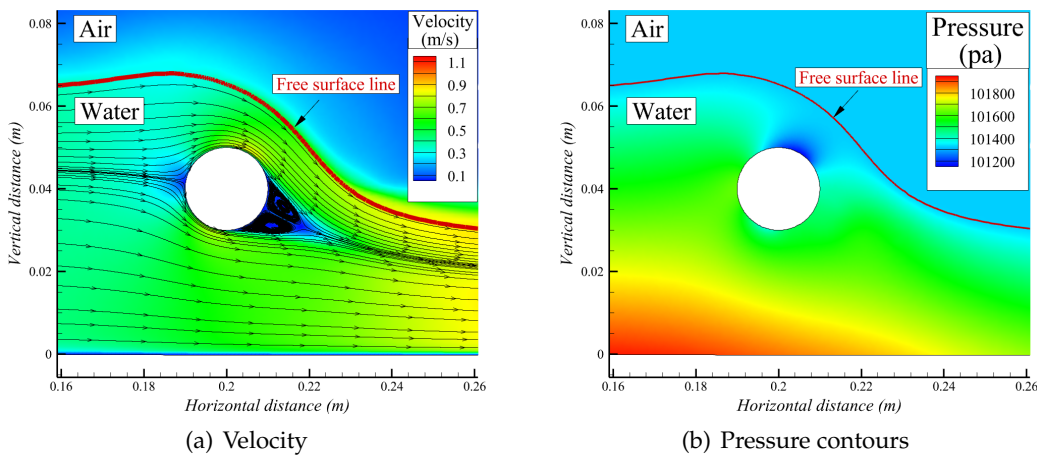 Air
Water
Free surface line
Velocity
(m/s)
1.1
0.9
0.7
0.5
0.3
0.1
0.08
0.06
0.04
0.02
0
Vertical distance (m)
0.16
0.18
0.2
0.22
0.24
0.26
Horizontal distance (m)
(a) Velocity
Air
Water
Free surface line
Pressure
(pa)
101800
101600
101400
101200
0.08
0.06
0.04
0.02
0
Vertical distance (m)
0.16
0.18
0.2
0.22
0.24
0.26
Horizontal distance (m)
(b) Pressure contours